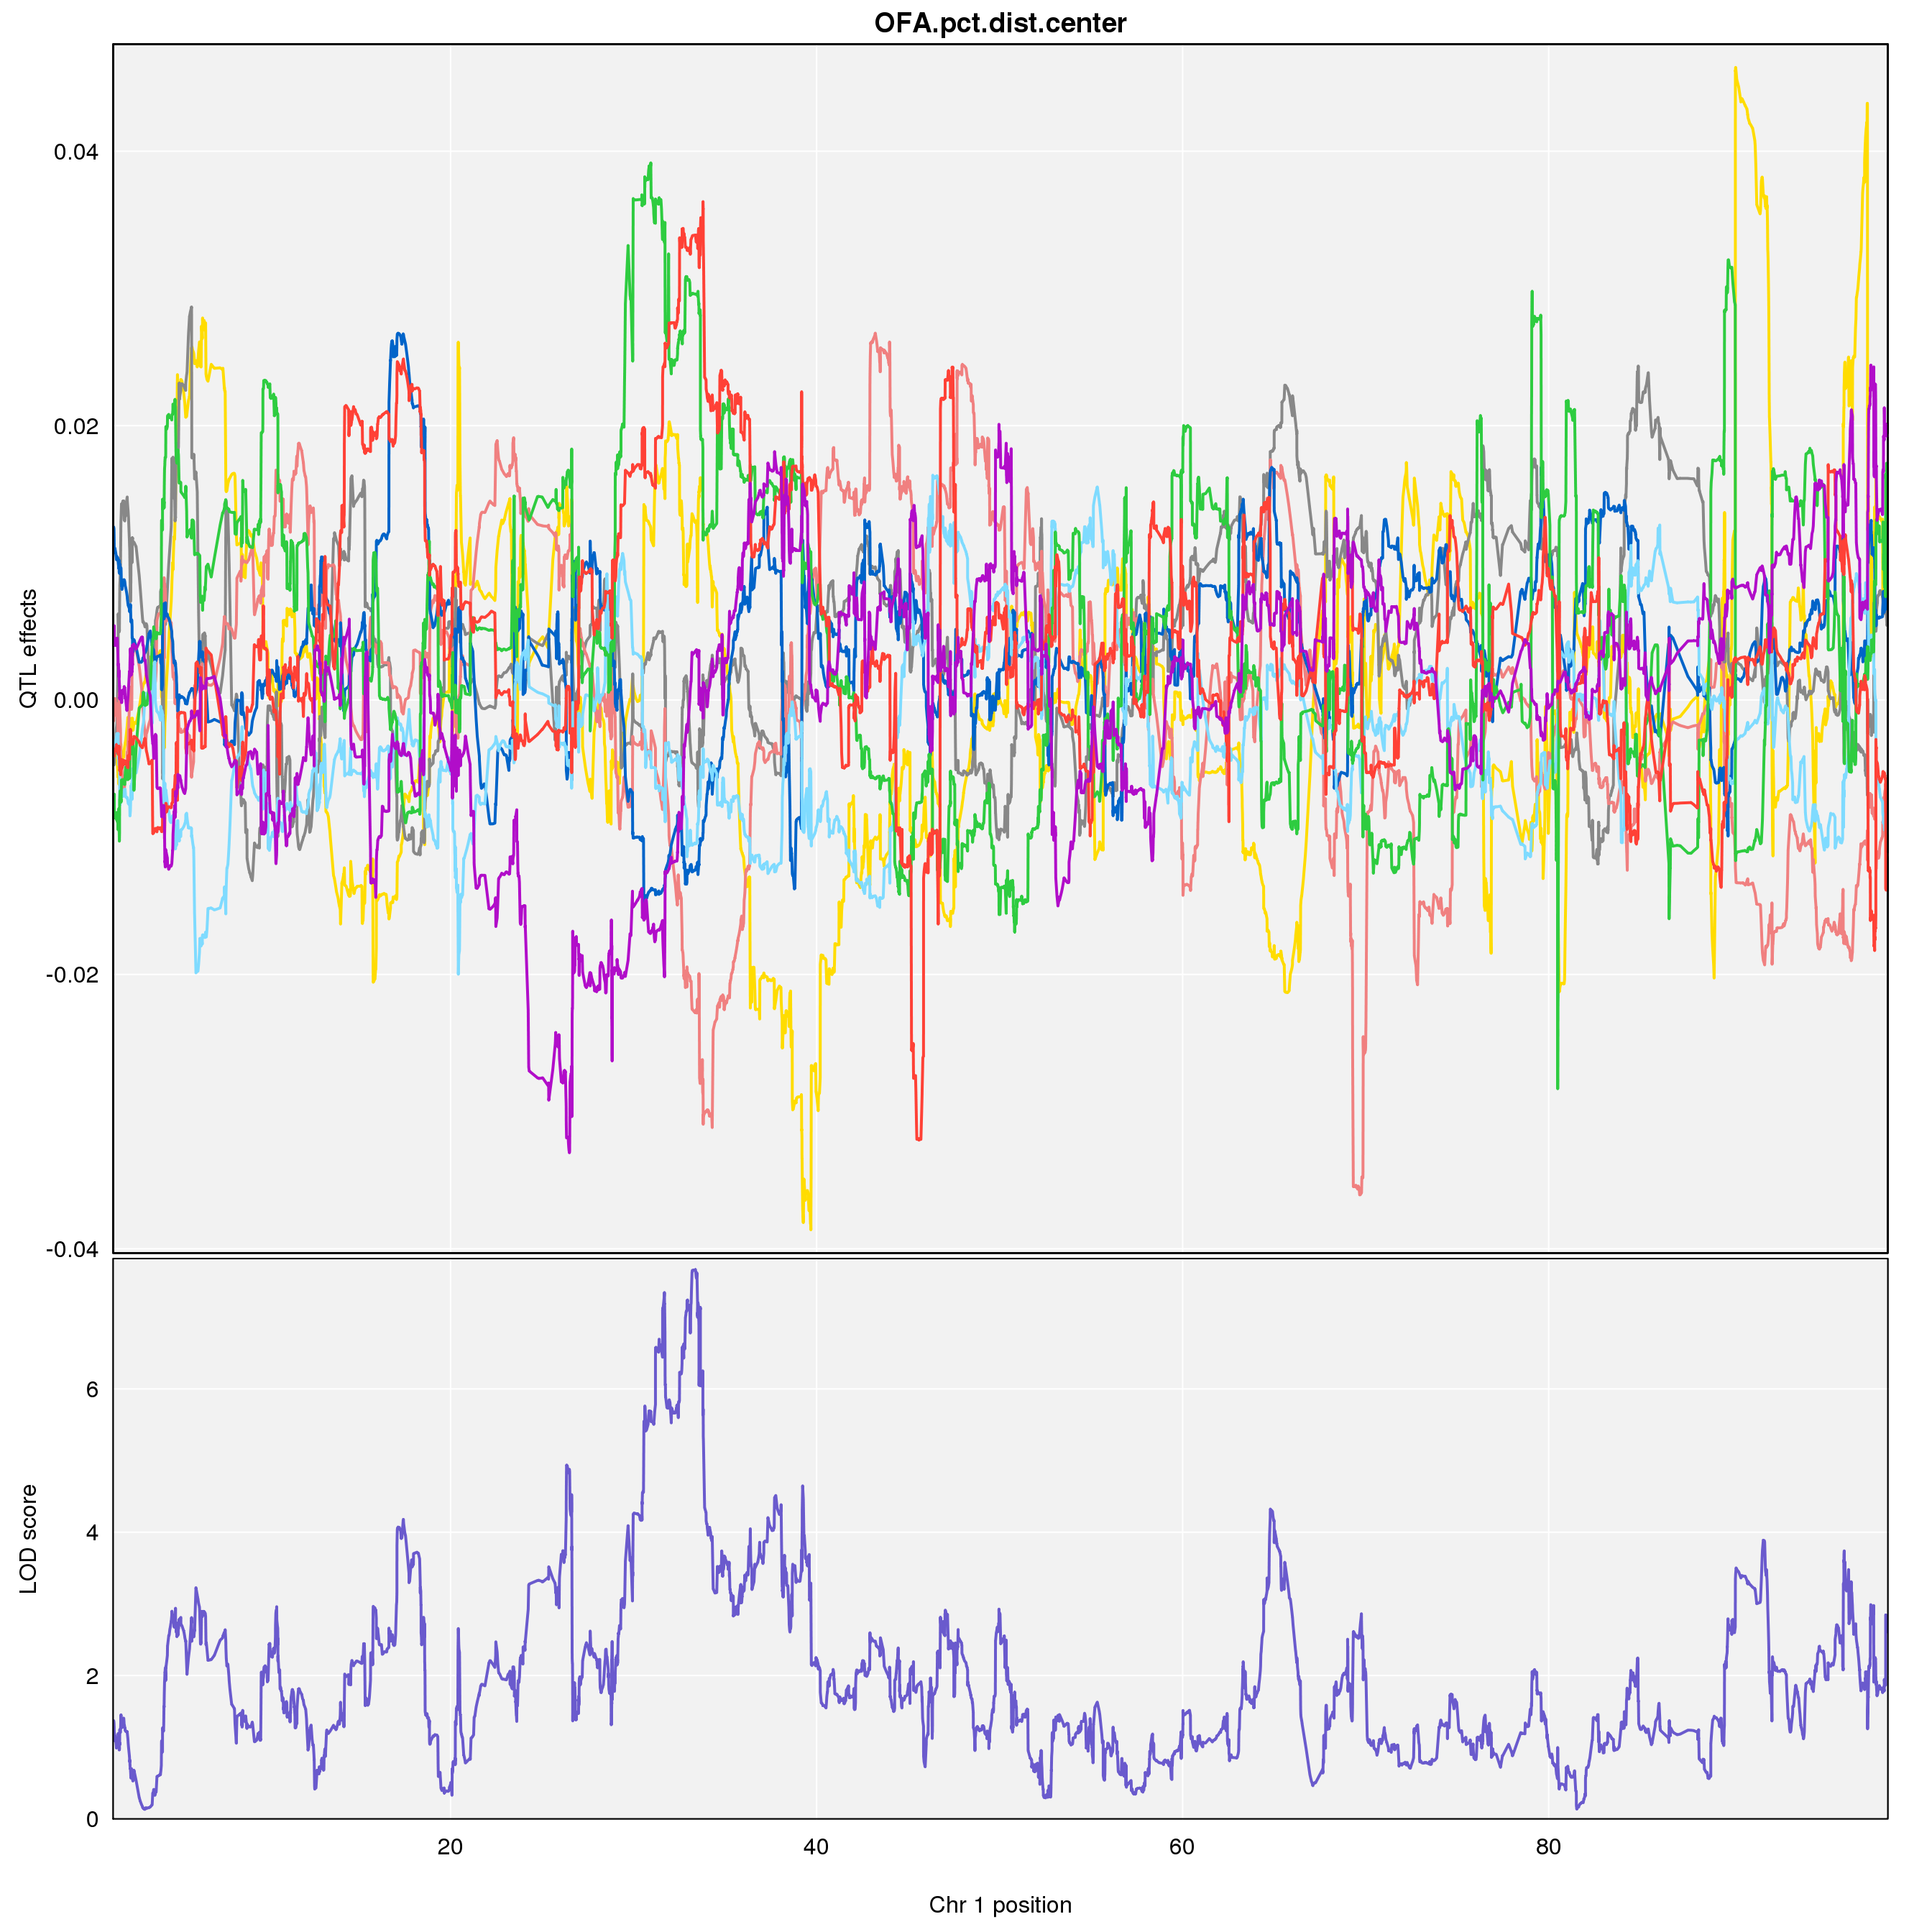 OFA.pct.dist.center
0.04
0.02
0.00
-0.02
-0.04
QTL effects
6
4
2
0
LOD score
20 40 60 80
Chr 1 position